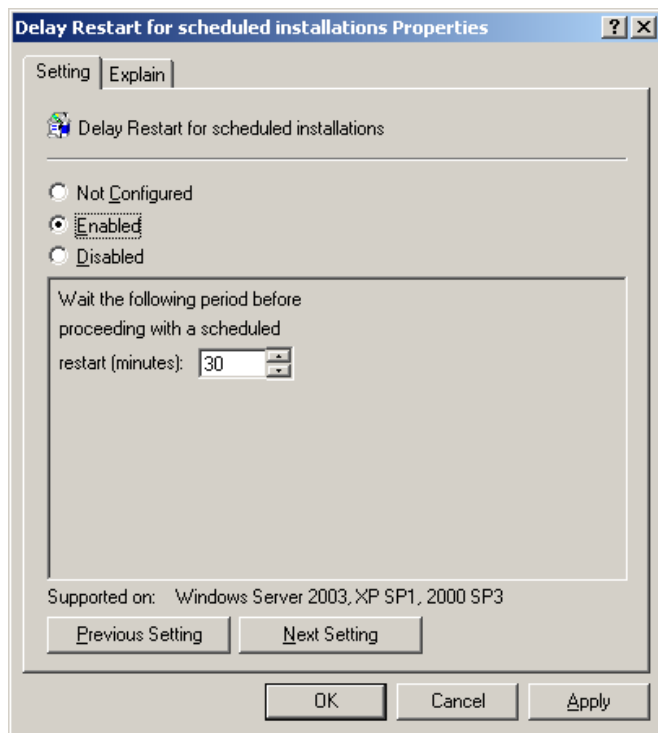 Delay Restart for scheduled installations Properties
Setting Explain
Delay Restart for scheduled installations
Not Configured
Enabled
Disabled
Wait the following period before
proceeding with a scheduled
restart (minutes): 30
Supported on: Windows Server 2003, XP SP1, 2000 SP3
Previous Setting Next Setting
OK Cancel Apply